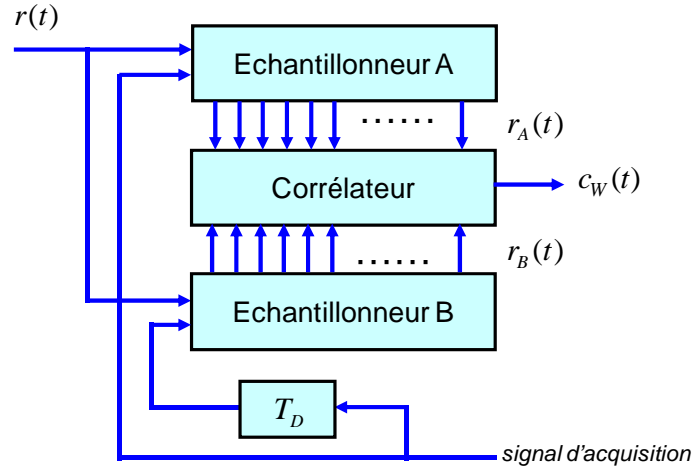 r(t)
Echantillonneur A
......
r_A(t)
Corrélateur
c_W(t)
......
r_B(t)
Echantillonneur B
T_D
signal d'acquisition